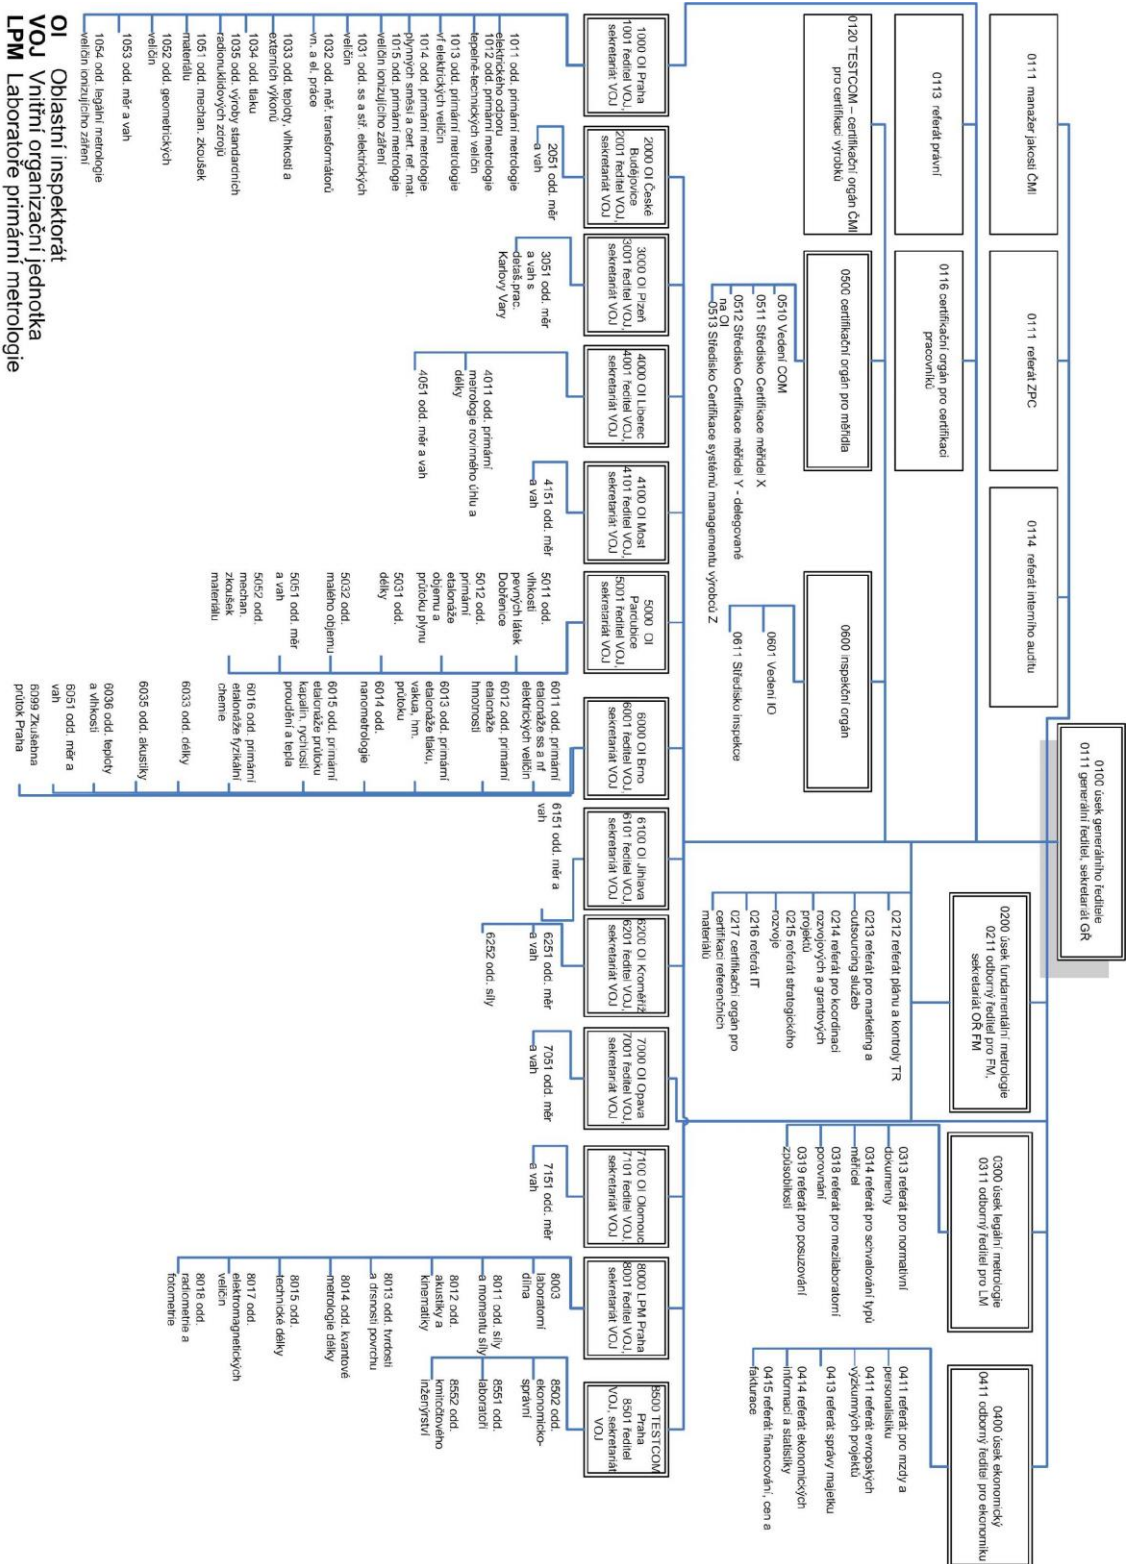 0100 úsek generálního ředitele
0111 generální ředitel, sekretariát GŘ
0111 manažer jakosti ČMI
0111 referát ZPC
0114 referát interního auditu
0113 referát právní
0116 certifikační orgán pro certifikaci
pracovníků
0120 TESTCOM – certifikační orgán ČMI
pro certifikaci výrobků
0500 certifikační orgán pro měřidla
0510 Vedení COM
0511 Středisko Certifikace měřidel X
0512 Středisko Certifikace měřidel Y - delegované
na OI
0513 Středisko Certifikace systémů managementu výrobců Z
0600 inspekční orgán
0601 Vedení IO
0611 Středisko inspekce
0200 úsek fundamentální metrologie
0211 odborný ředitel pro FM,
sekretariát OŘ FM
0212 referát plánu a kontroly TR
0213 referát pro marketing a
outsourcing služeb
0214 referát pro koordinaci
rozvojových a grantových
projektů
0215 referát strategického
rozvoje
0216 referát IT
0217 certifikační orgán pro
certifikaci referenčních
materiálů
0300 úsek legální metrologie
0311 odborný ředitel pro LM
0313 referát pro normativní
dokumenty
0314 referát pro schvalování typů
měřidel
0318 referát pro mezilaboratorní
porovnání
0319 referát pro posuzování
způsobilosti
0400 úsek ekonomický
0411 odborný ředitel pro ekonomiku
0411 referát pro mzdy a
personalistiku
0411 referát evropských
výzkumných projektů
0413 referát správy majetku
0414 referát ekonomických
informací a statistiky
0415 referát financování, cen a
fakturace
1000 OI Praha
1001 ředitel VOJ,
sekretariát VOJ
1011 odd. primární metrologie
elektrického odporu
1012 odd. primární metrologie
tepelně-technických veličin
1013 odd. primární metrologie
vf elektrických veličin
1014 odd. primární metrologie
plynných směsí a cert. ref. mat.
1015 odd. primární metrologie
veličin ionizujícího záření
1031 odd. ss a stř. elektrických
veličin
1032 odd. měř. transformátorů
vn. a el. práce
1033 odd. teploty, vlhkosti a
externích výkonů
1034 odd. tlaku
1035 odd. výroby standardních
radionuklidových zdrojů
1051 odd. mechan. zkoušek
materiálu
1052 odd. geometrických
veličin
1053 odd. měr a vah
1054 odd. legální metrologie
veličin ionizujícího záření
2000 OI České
Budějovice
2001 ředitel VOJ,
sekretariát VOJ
2051 odd. měr
a vah
3000 OI Plzeň
3001 ředitel VOJ,
sekretariát VOJ
3051 odd. měr
a vah s
detaš.prac.
Karlovy Vary
4000 OI Liberec
4001 ředitel VOJ,
sekretariát VOJ
4011 odd. primární
metrologie rovinného úhlu a
délky
4051 odd. měr a vah
4100 OI Most
4101 ředitel VOJ,
sekretariát VOJ
4151 odd. měr
a vah
5000 OI
Pardubice
5001 ředitel VOJ,
sekretariát VOJ
5011 odd.
vlhkosti
pevných látek
Dobřenice
5012 odd.
primární
etalonáže
objemu a
průtoku plynu
5031 odd.
délky
5032 odd.
malého objemu
5051 odd. měr
a vah
5052 odd.
mechan.
zkoušek
materiálu
6000 OI Brno
6001 ředitel VOJ,
sekretariát VOJ
6011 odd. primární
etalonáže ss a nf
elektrických veličin
6012 odd. primární
etalonáže
hmotnosti
6013 odd. primární
etalonáže tlaku,
vakua, hm.
průtoku
6014 odd.
nanometrologie
6015 odd. primární
etalonáže průtoku
kapalin, rychlosti
proudění a tepla
6016 odd. primární
etalonáže fyzikální
chemie
6033 odd. délky
6035 odd. akustiky
6036 odd. teploty
a vlhkosti
6051 odd. měr a
vah
6099 Zkušebna
průtok Praha
6100 OI Jihlava
6101 ředitel VOJ,
sekretariát VOJ
6151 odd. měr a
vah
6200 OI Kroměříž
6201 ředitel VOJ,
sekretariát VOJ
6251 odd. měr
a vah
6252 odd. síly
7000 OI Opava
7001 ředitel VOJ,
sekretariát VOJ
7051 odd. měr
a vah
7100 OI Olomouc
7101 ředitel VOJ,
sekretariát VOJ
7151 odd. měr
a vah
8000 LPM Praha
8001 ředitel VOJ,
sekretariát VOJ
8003
laboratorní
dílna
8011 odd. síly
a momentu síly
8012 odd.
akustiky a
kinematiky
8013 odd. tvrdosti
a drsnosti povrchu
8014 odd. kvantové
metrologie délky
8015 odd.
technické délky
8017 odd.
elektromagnetických
veličin
8018 odd.
radiometrie a
fotometrie
8500 TESTCOM
Praha
8501 ředitel
VOJ, sekretariát
VOJ
8502 odd.
ekonomicko-
správní
8551 odd.
laboratoří
8552 odd.
kmitočtového
inženýrství
OI Oblastní inspektorát
VOJ Vnitřní organizační jednotka
LPM Laboratoře primární metrologie